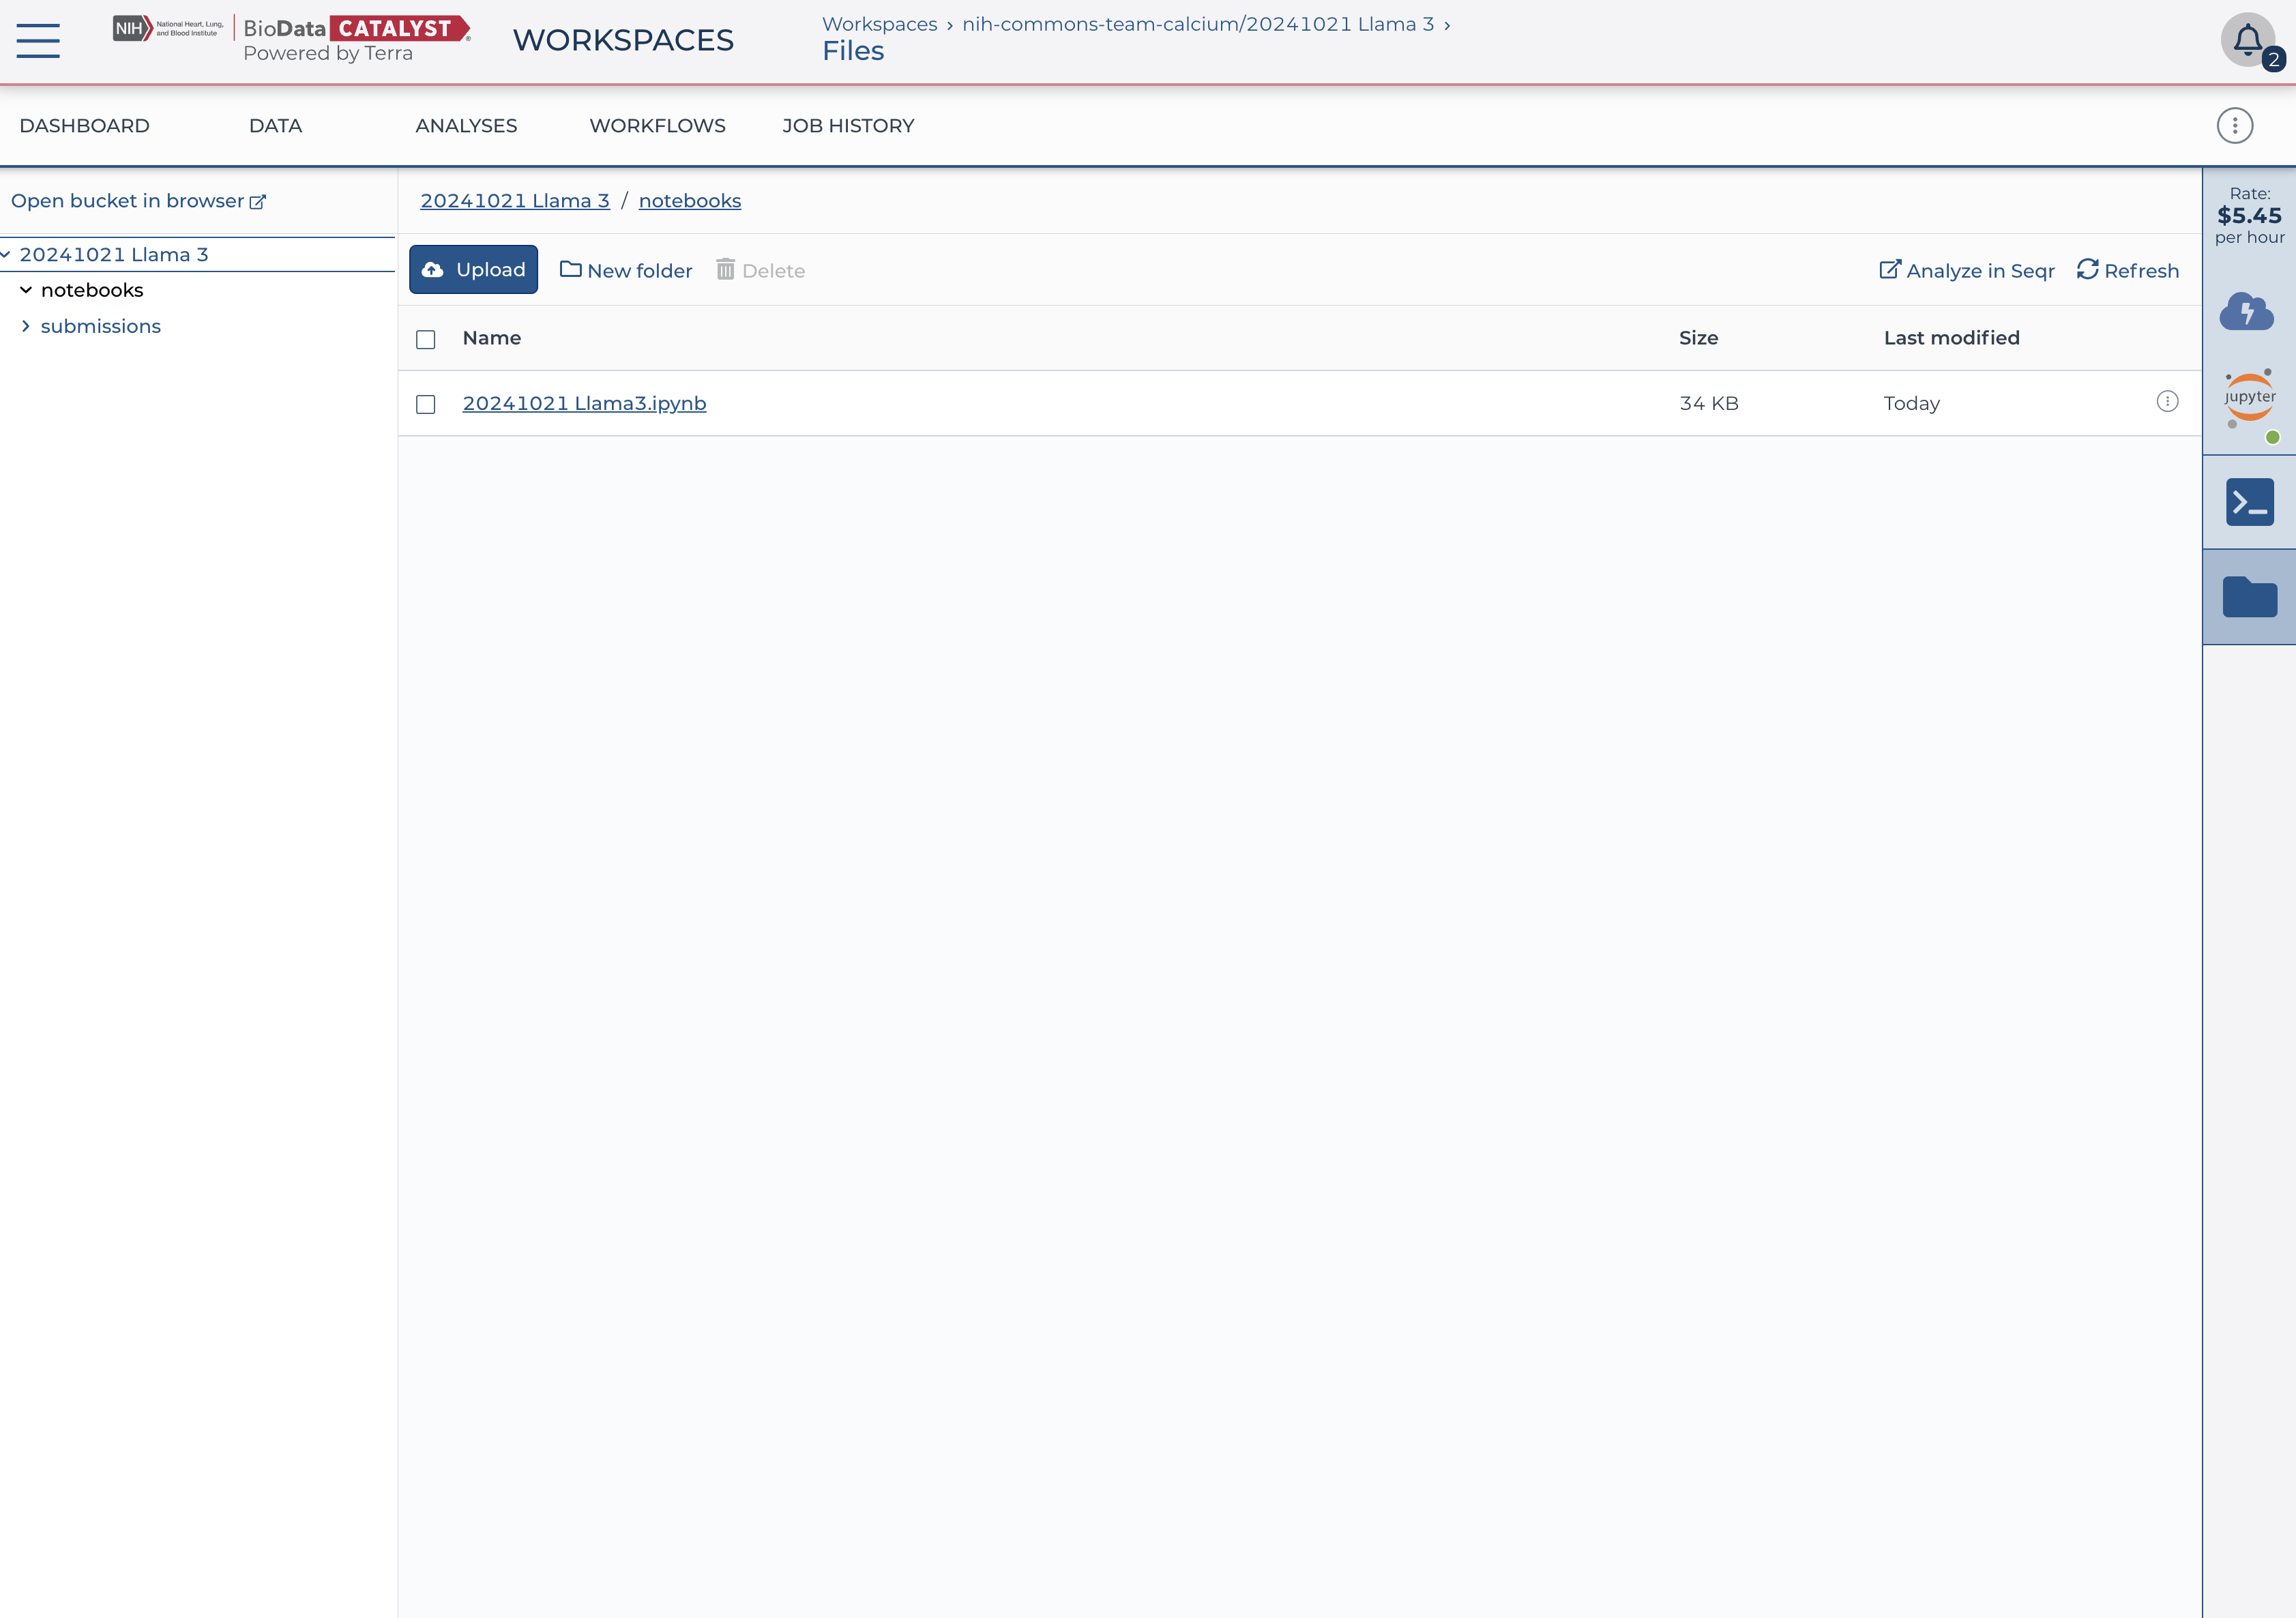 NIH National Heart, Lung, and Blood Institute
BioData CATALYST®
Powered by Terra
WORKSPACES
Workspaces › nih-commons-team-calcium/20241021 Llama 3 ›
Files
2
DASHBOARD DATA ANALYSES WORKFLOWS JOB HISTORY
Open bucket in browser
20241021 Llama 3
notebooks
submissions
20241021 Llama 3 / notebooks
Upload New folder Delete Analyze in Seqr Refresh
Name Size Last modified
20241021 Llama3.ipynb 34 KB Today
Rate:
$5.45
per hour
jupyter